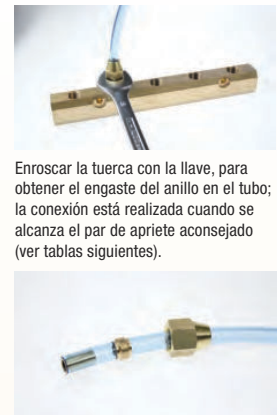 Enroscar la tuerca con la llave, para
obtener el engaste del anillo en el tubo;
la conexión está realizada cuando se
alcanza el par de apriete aconsejado
(ver tablas siguientes).